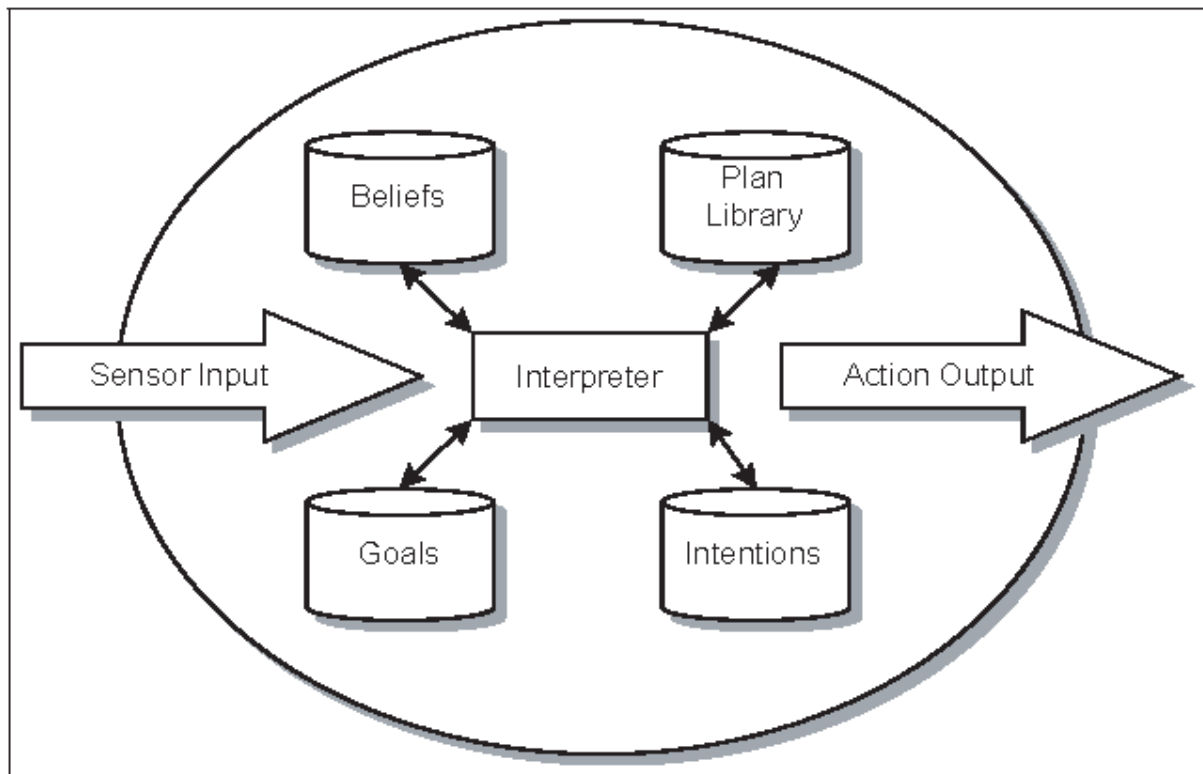 Beliefs
Plan
Library
Sensor Input
Interpreter
Action Output
Goals
Intentions